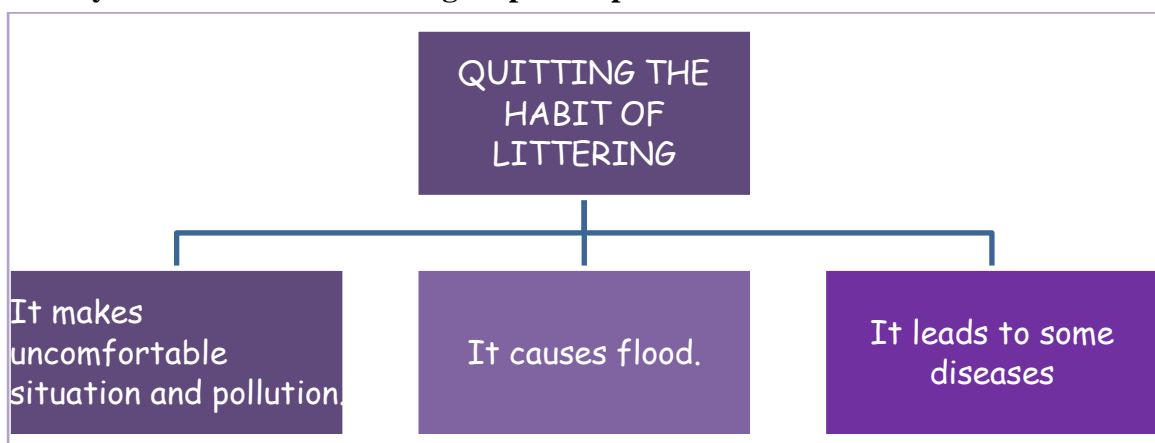 QUITTING THE
HABIT OF
LITTERING
It makes
uncomfortable
situation and pollution.
It causes flood.
It leads to some
diseases